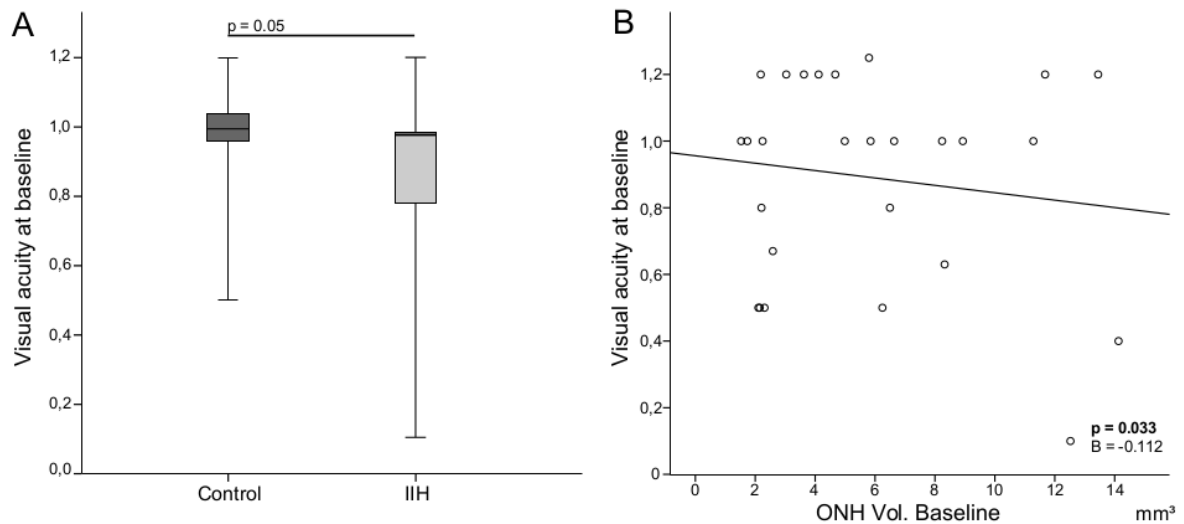 A
p = 0.05
Visual acuity at baseline
1,2
1,0
0,8
0,6
0,4
0,2
0,0
Control
IIH
B
Visual acuity at baseline
1,2
1,0
0,8
0,6
0,4
0,2
0
p = 0.033
B = -0.112
0 2 4 6 8 10 12 14
ONH Vol. Baseline mm³